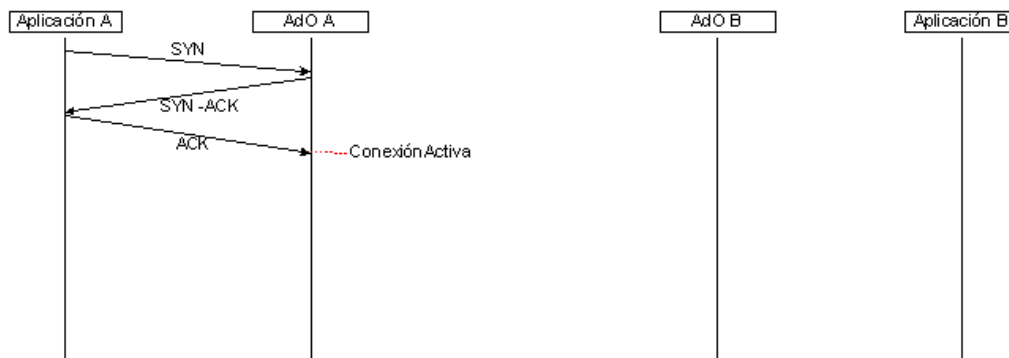 Aplicación A
AdO A
AdO B
Aplicación B
SYN
SYN -ACK
ACK
Conexión Activa